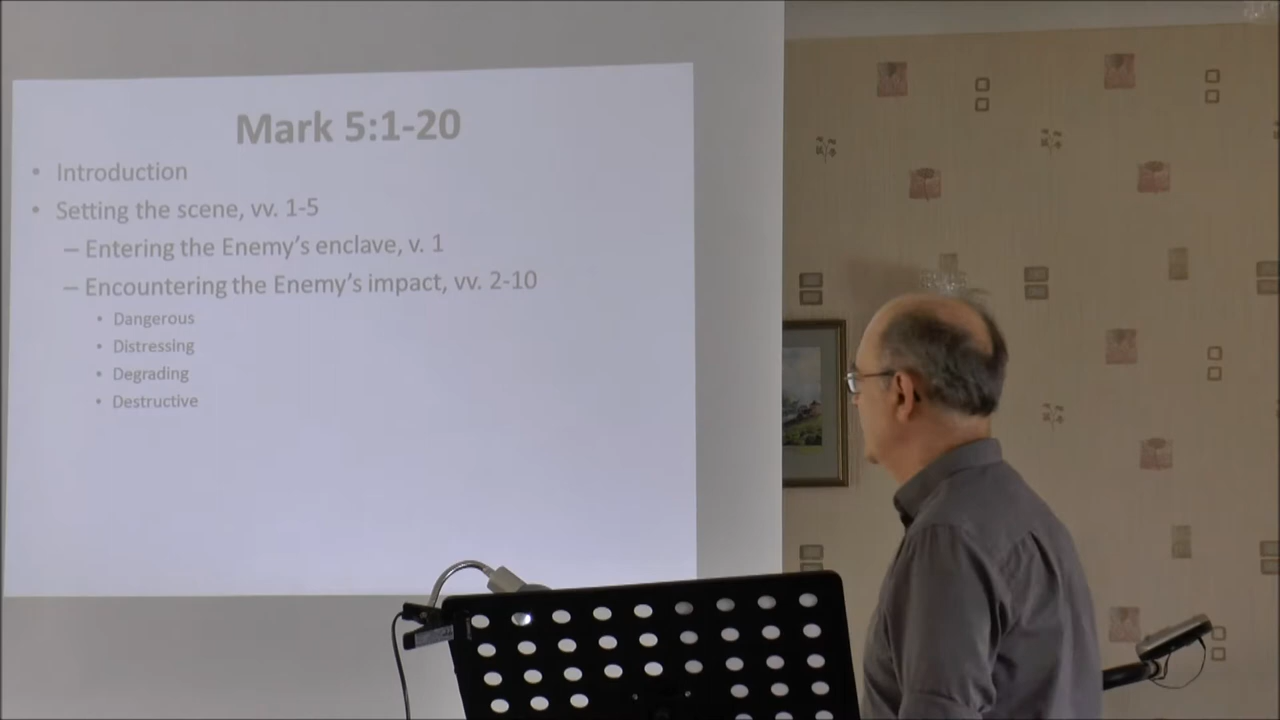 Mark 5:1-20
• Introduction
• Setting the scene, vv. 1-5
– Entering the Enemy's enclave, v. 1
– Encountering the Enemy's impact, vv. 2-10
• Dangerous
• Distressing
• Degrading
• Destructive